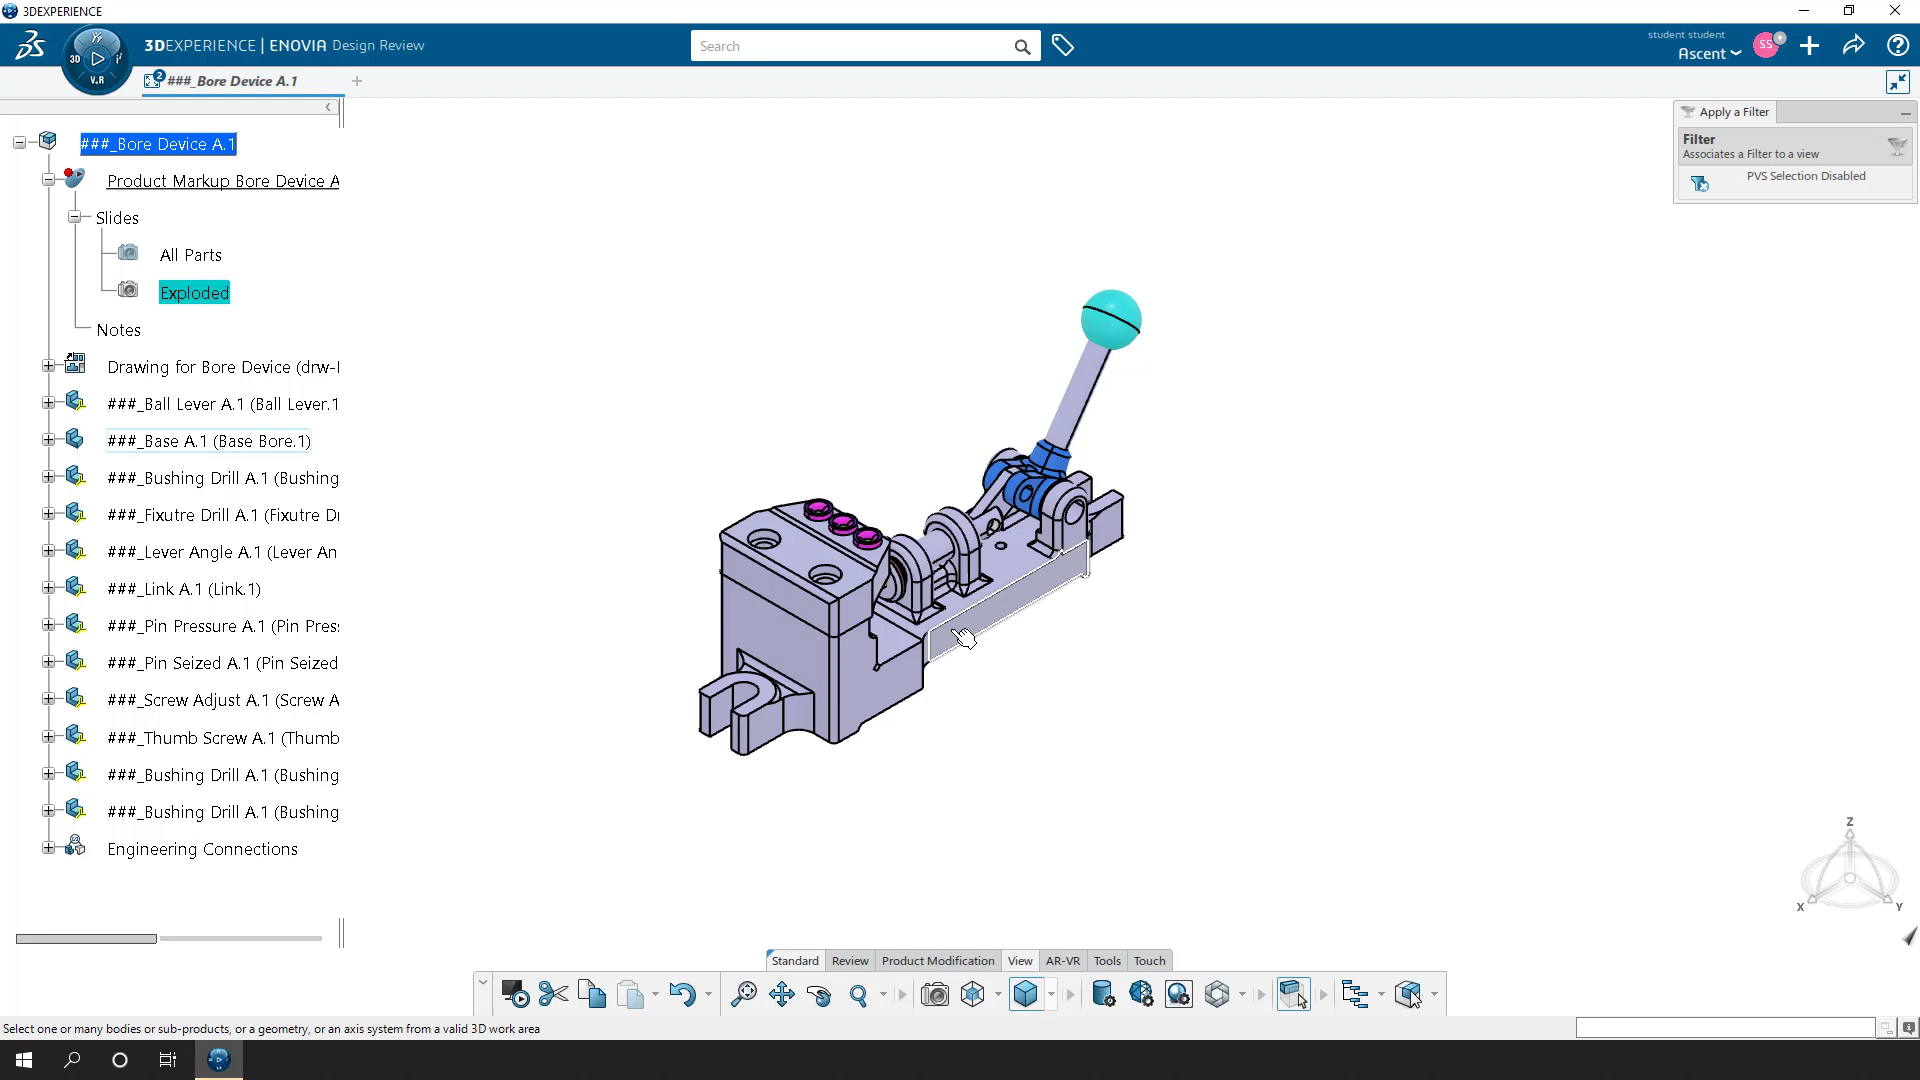 3DEXPERIENCE
3DEXPERIENCE | ENOVIA Design Review
Search
student student
Ascent
SS
3D
V.R
2
###_Bore Device A.1
+
###_Bore Device A.1
Product Markup Bore Device A
Slides
All Parts
Exploded
Notes
Drawing for Bore Device (drw-
###_Ball Lever A.1 (Ball Lever.1
###_Base A.1 (Base Bore.1)
###_Bushing Drill A.1 (Bushing
###_Fixutre Drill A.1 (Fixutre Dr
###_Lever Angle A.1 (Lever An
###_Link A.1 (Link.1)
###_Pin Pressure A.1 (Pin Press
###_Pin Seized A.1 (Pin Seized
###_Screw Adjust A.1 (Screw A
###_Thumb Screw A.1 (Thumb
###_Bushing Drill A.1 (Bushing
###_Bushing Drill A.1 (Bushing
Engineering Connections
Apply a Filter
Filter
Associates a Filter to a view
PVS Selection Disabled
Z
X
Y
Standard
Review
Product Modification
View
AR-VR
Tools
Touch
Select one or many bodies or sub-products, or a geometry, or an axis system from a valid 3D work area